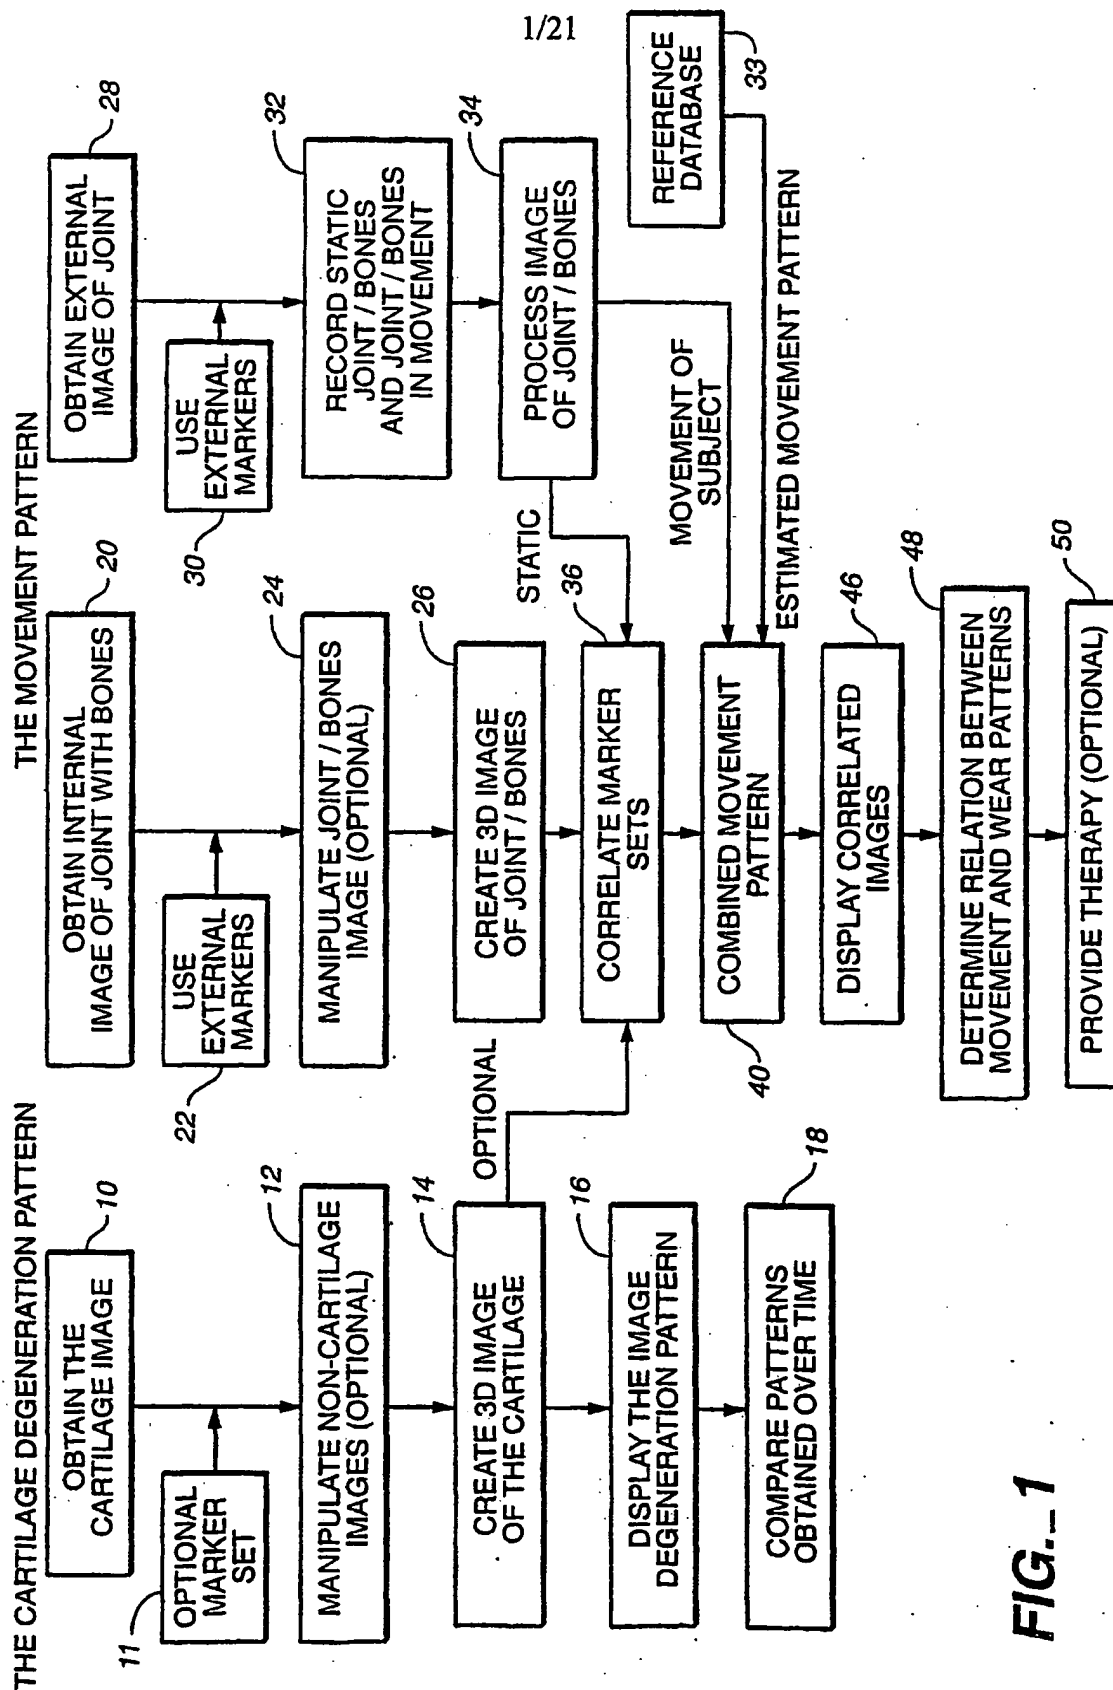 1/21
THE CARTILAGE DEGENERATION PATTERN
10
OBTAIN THE
CARTILAGE IMAGE
OPTIONAL
MARKER
SET
11
12
MANIPULATE NON-CARTILAGE
IMAGES (OPTIONAL)
14
CREATE 3D IMAGE
OF THE CARTILAGE
OPTIONAL
16
DISPLAY THE IMAGE
DEGENERATION PATTERN
18
COMPARE PATTERNS
OBTAINED OVER TIME
THE MOVEMENT PATTERN
20
OBTAIN INTERNAL
IMAGE OF JOINT WITH BONES
USE
EXTERNAL
MARKERS
22
24
MANIPULATE JOINT / BONES
IMAGE (OPTIONAL)
26
CREATE 3D IMAGE
OF JOINT / BONES
STATIC
36
CORRELATE MARKER
SETS
COMBINED MOVEMENT
PATTERN
40
46
DISPLAY CORRELATED
IMAGES
48
DETERMINE RELATION BETWEEN
MOVEMENT AND WEAR PATTERNS
50
PROVIDE THERAPY (OPTIONAL)
28
OBTAIN EXTERNAL
IMAGE OF JOINT
USE
EXTERNAL
MARKERS
30
32
RECORD STATIC
JOINT / BONES
AND JOINT / BONES
IN MOVEMENT
34
PROCESS IMAGE
OF JOINT / BONES
MOVEMENT OF
SUBJECT
REFERENCE
DATABASE
33
ESTIMATED MOVEMENT PATTERN
FIG._1